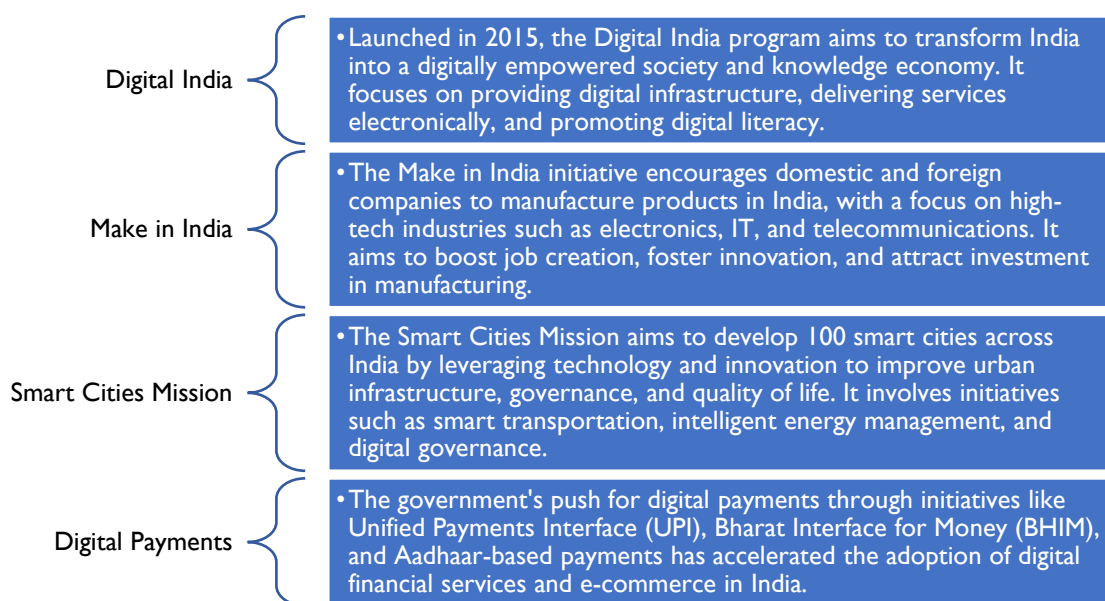 Digital India
•Launched in 2015, the Digital India program aims to transform India
into a digitally empowered society and knowledge economy. It
focuses on providing digital infrastructure, delivering services
electronically, and promoting digital literacy.
Make in India
•The Make in India initiative encourages domestic and foreign
companies to manufacture products in India, with a focus on high-
tech industries such as electronics, IT, and telecommunications. It
aims to boost job creation, foster innovation, and attract investment
in manufacturing.
Smart Cities Mission
•The Smart Cities Mission aims to develop 100 smart cities across
India by leveraging technology and innovation to improve urban
infrastructure, governance, and quality of life. It involves initiatives
such as smart transportation, intelligent energy management, and
digital governance.
Digital Payments
•The government's push for digital payments through initiatives like
Unified Payments Interface (UPI), Bharat Interface for Money (BHIM),
and Aadhaar-based payments has accelerated the adoption of digital
financial services and e-commerce in India.